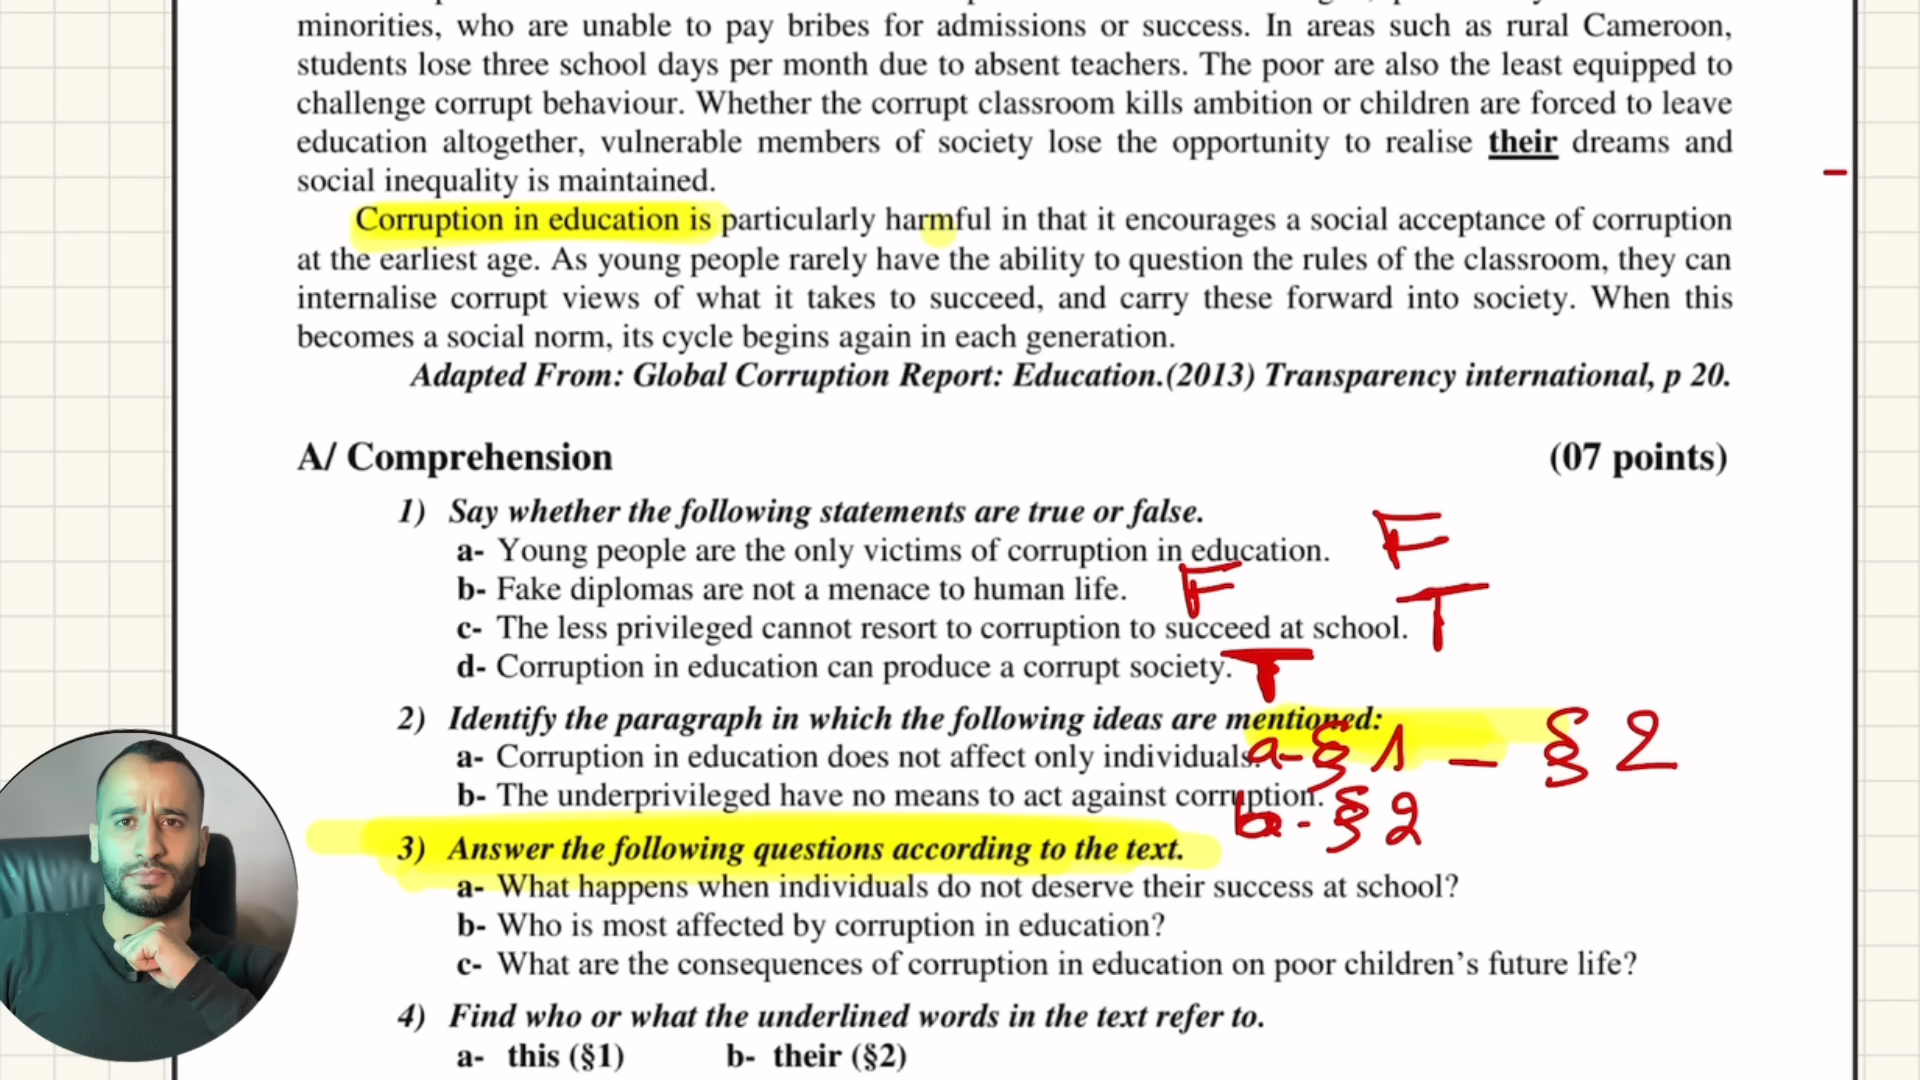 minorities, who are unable to pay bribes for admissions or success. In areas such as rural Cameroon,
students lose three school days per month due to absent teachers. The poor are also the least equipped to
challenge corrupt behaviour. Whether the corrupt classroom kills ambition or children are forced to leave
education altogether, vulnerable members of society lose the opportunity to realise their dreams and
social inequality is maintained.
Corruption in education is particularly harmful in that it encourages a social acceptance of corruption
at the earliest age. As young people rarely have the ability to question the rules of the classroom, they can
internalise corrupt views of what it takes to succeed, and carry these forward into society. When this
becomes a social norm, its cycle begins again in each generation.
Adapted From: Global Corruption Report: Education.(2013) Transparency international, p 20.
A/ Comprehension (07 points)
1) Say whether the following statements are true or false.
a- Young people are the only victims of corruption in education. F
b- Fake diplomas are not a menace to human life. F
c- The less privileged cannot resort to corruption to succeed at school. T
d- Corruption in education can produce a corrupt society. T
2) Identify the paragraph in which the following ideas are mentioned:
a- Corruption in education does not affect only individuals. a- §1 - §2
b- The underprivileged have no means to act against corruption. b- §2
3) Answer the following questions according to the text.
a- What happens when individuals do not deserve their success at school?
b- Who is most affected by corruption in education?
c- What are the consequences of corruption in education on poor children's future life?
4) Find who or what the underlined words in the text refer to.
a- this (§1) b- their (§2)